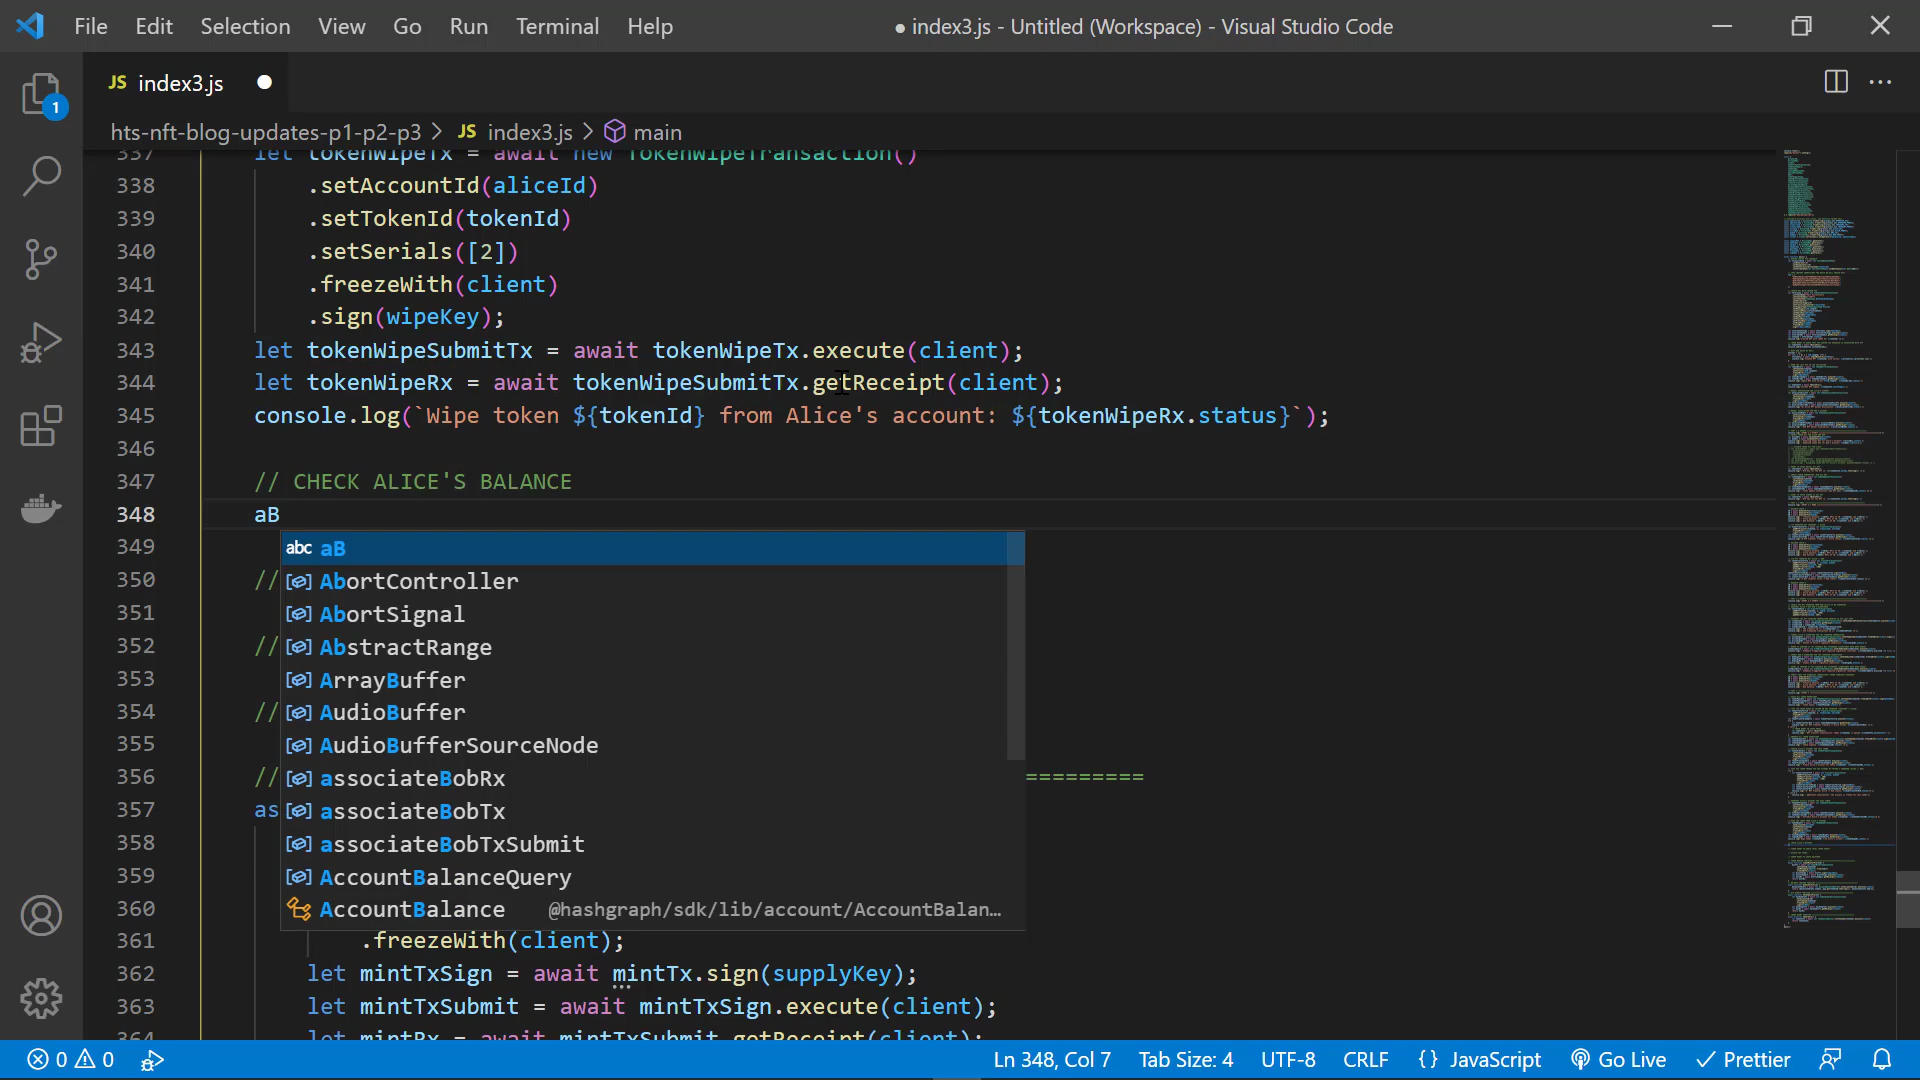 File Edit Selection View Go Run Terminal Help ● index3.js - Untitled (Workspace) - Visual Studio Code
JS index3.js
1
hts-nft-blog-updates-p1-p2-p3 > JS index3.js > main
337 let tokenWipeTx = await new TokenWipeTransaction()
338 .setAccountId(aliceId)
339 .setTokenId(tokenId)
340 .setSerials([2])
341 .freezeWith(client)
342 .sign(wipeKey);
343 let tokenWipeSubmitTx = await tokenWipeTx.execute(client);
344 let tokenWipeRx = await tokenWipeSubmitTx.getReceipt(client);
345 console.log(`Wipe token ${tokenId} from Alice's account: ${tokenWipeRx.status}`);
346
347 // CHECK ALICE'S BALANCE
348 aB
349 abc aB
350 // AbortController
351 AbortSignal
352 // AbstractRange
353 ArrayBuffer
354 // AudioBuffer
355 AudioBufferSourceNode
356 // associateBobRx =========
357 as associateBobTx
358 associateBobTxSubmit
359 AccountBalanceQuery
360 AccountBalance @hashgraph/sdk/lib/account/AccountBalan…
361 .freezeWith(client);
362 let mintTxSign = await mintTx.sign(supplyKey);
363 let mintTxSubmit = await mintTxSign.execute(client);
364 let mintRx = await mintTxSubmit.getReceipt(client);
0 0 Ln 348, Col 7 Tab Size: 4 UTF-8 CRLF {} JavaScript Go Live Prettier